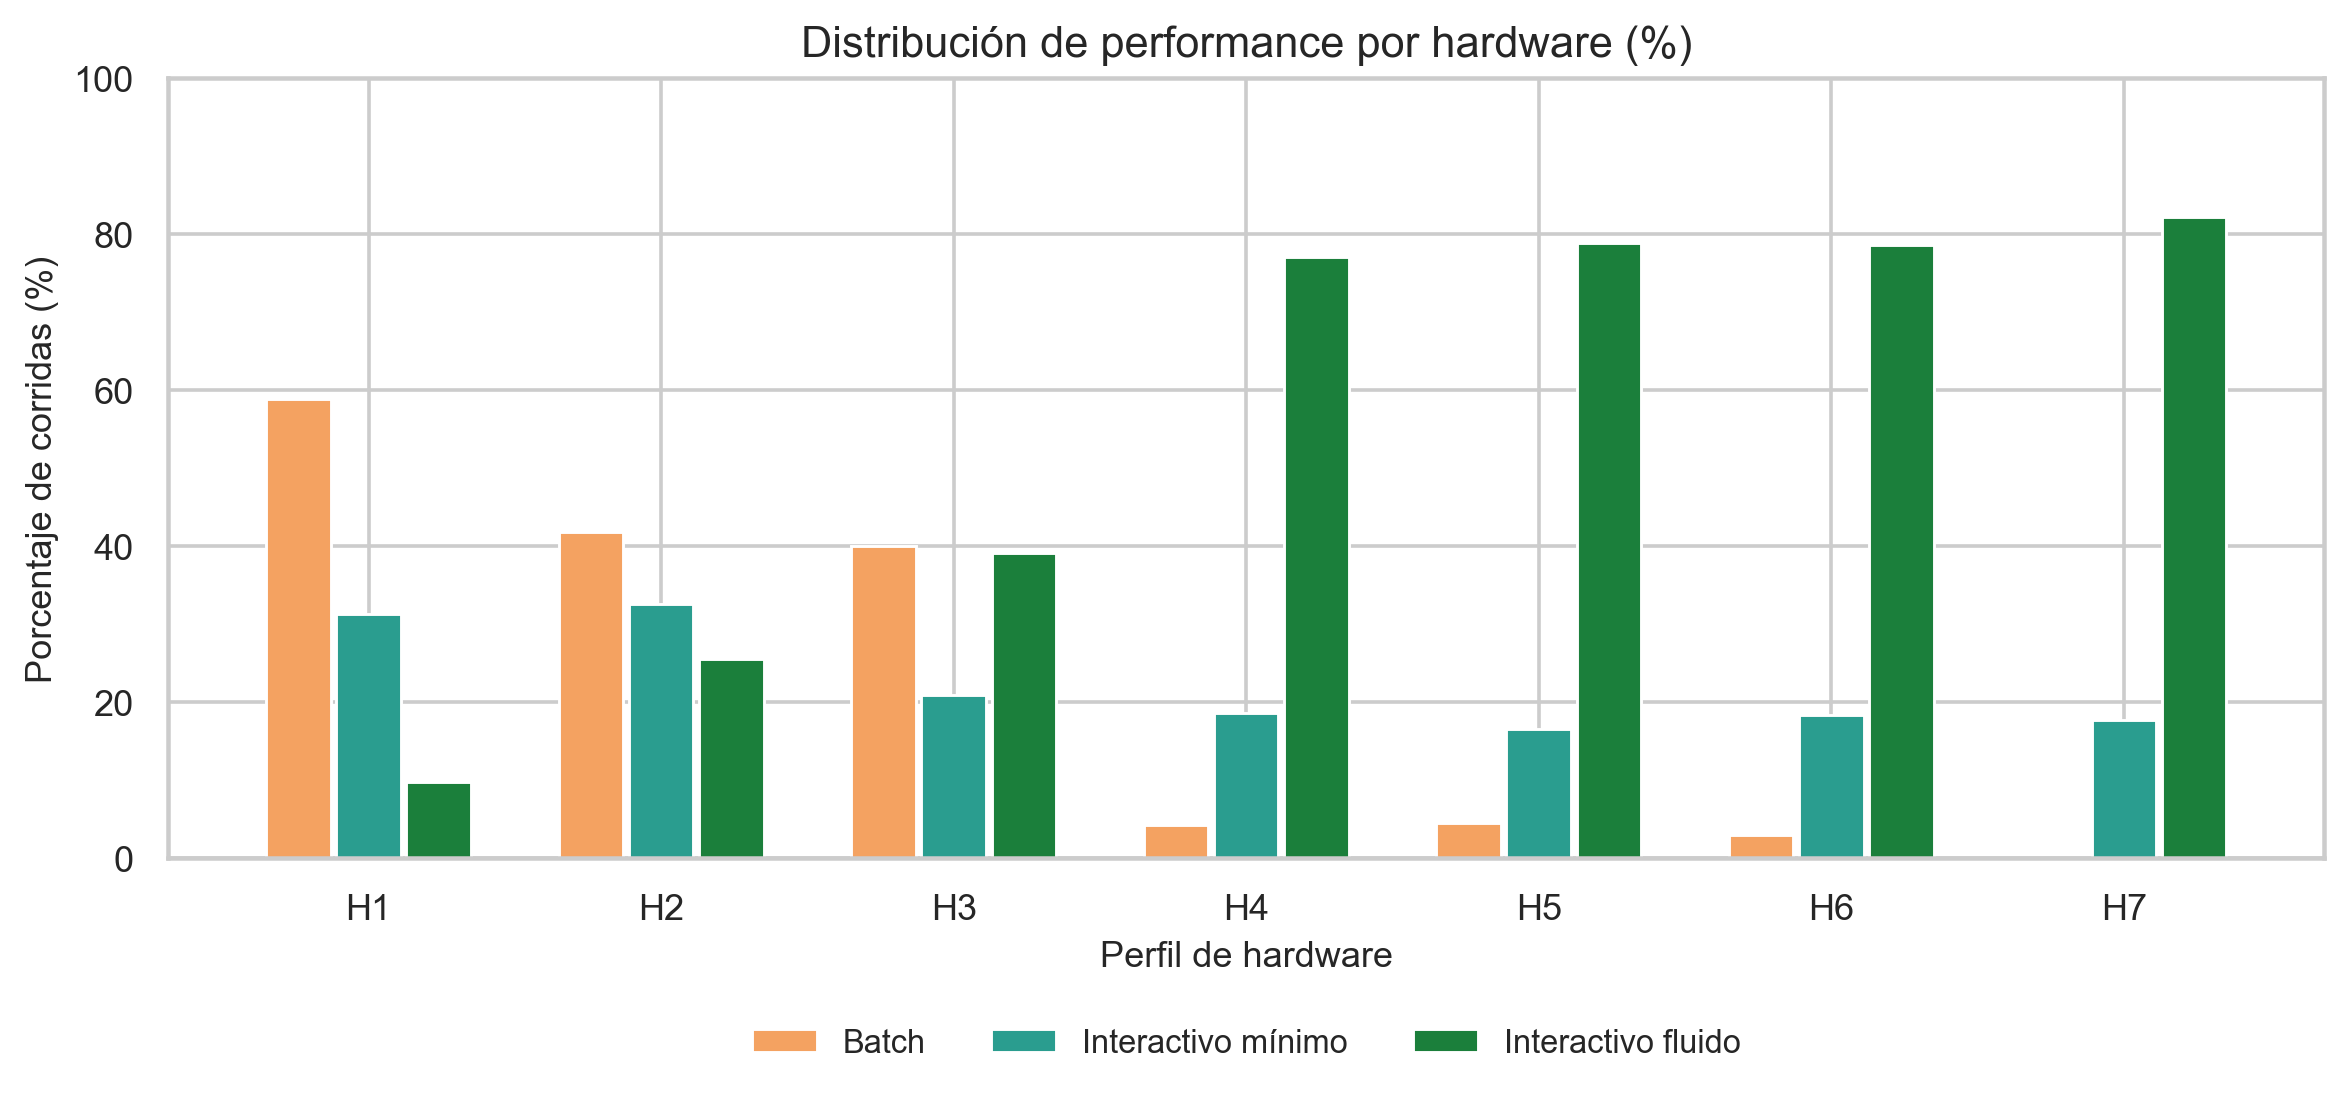 Distribución de performance por hardware (%)
Porcentaje de corridas (%)
100
80
60
40
20
0
H1 H2 H3 H4 H5 H6 H7
Perfil de hardware
Batch Interactivo mínimo Interactivo fluido